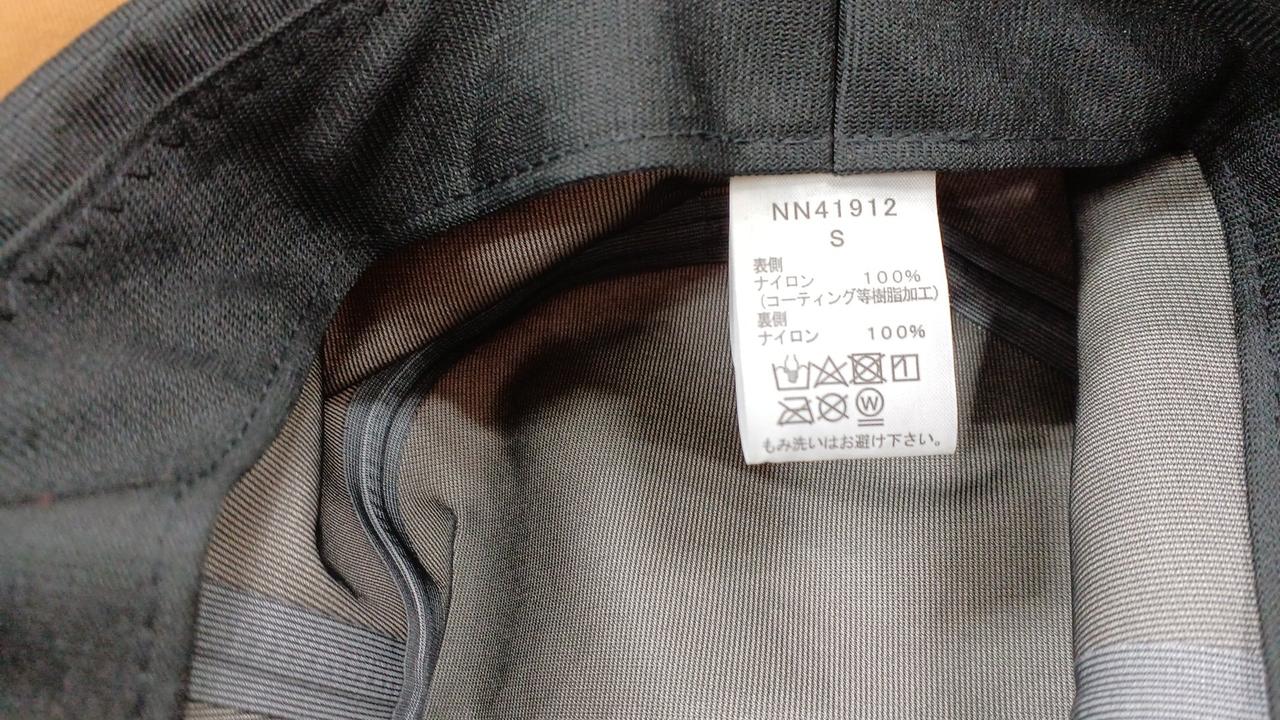 NN41912
S
表側
ナイロン 100%
(コーティング等樹脂加工)
裏側
ナイロン 100%
W
もみ洗いはお避け下さい。